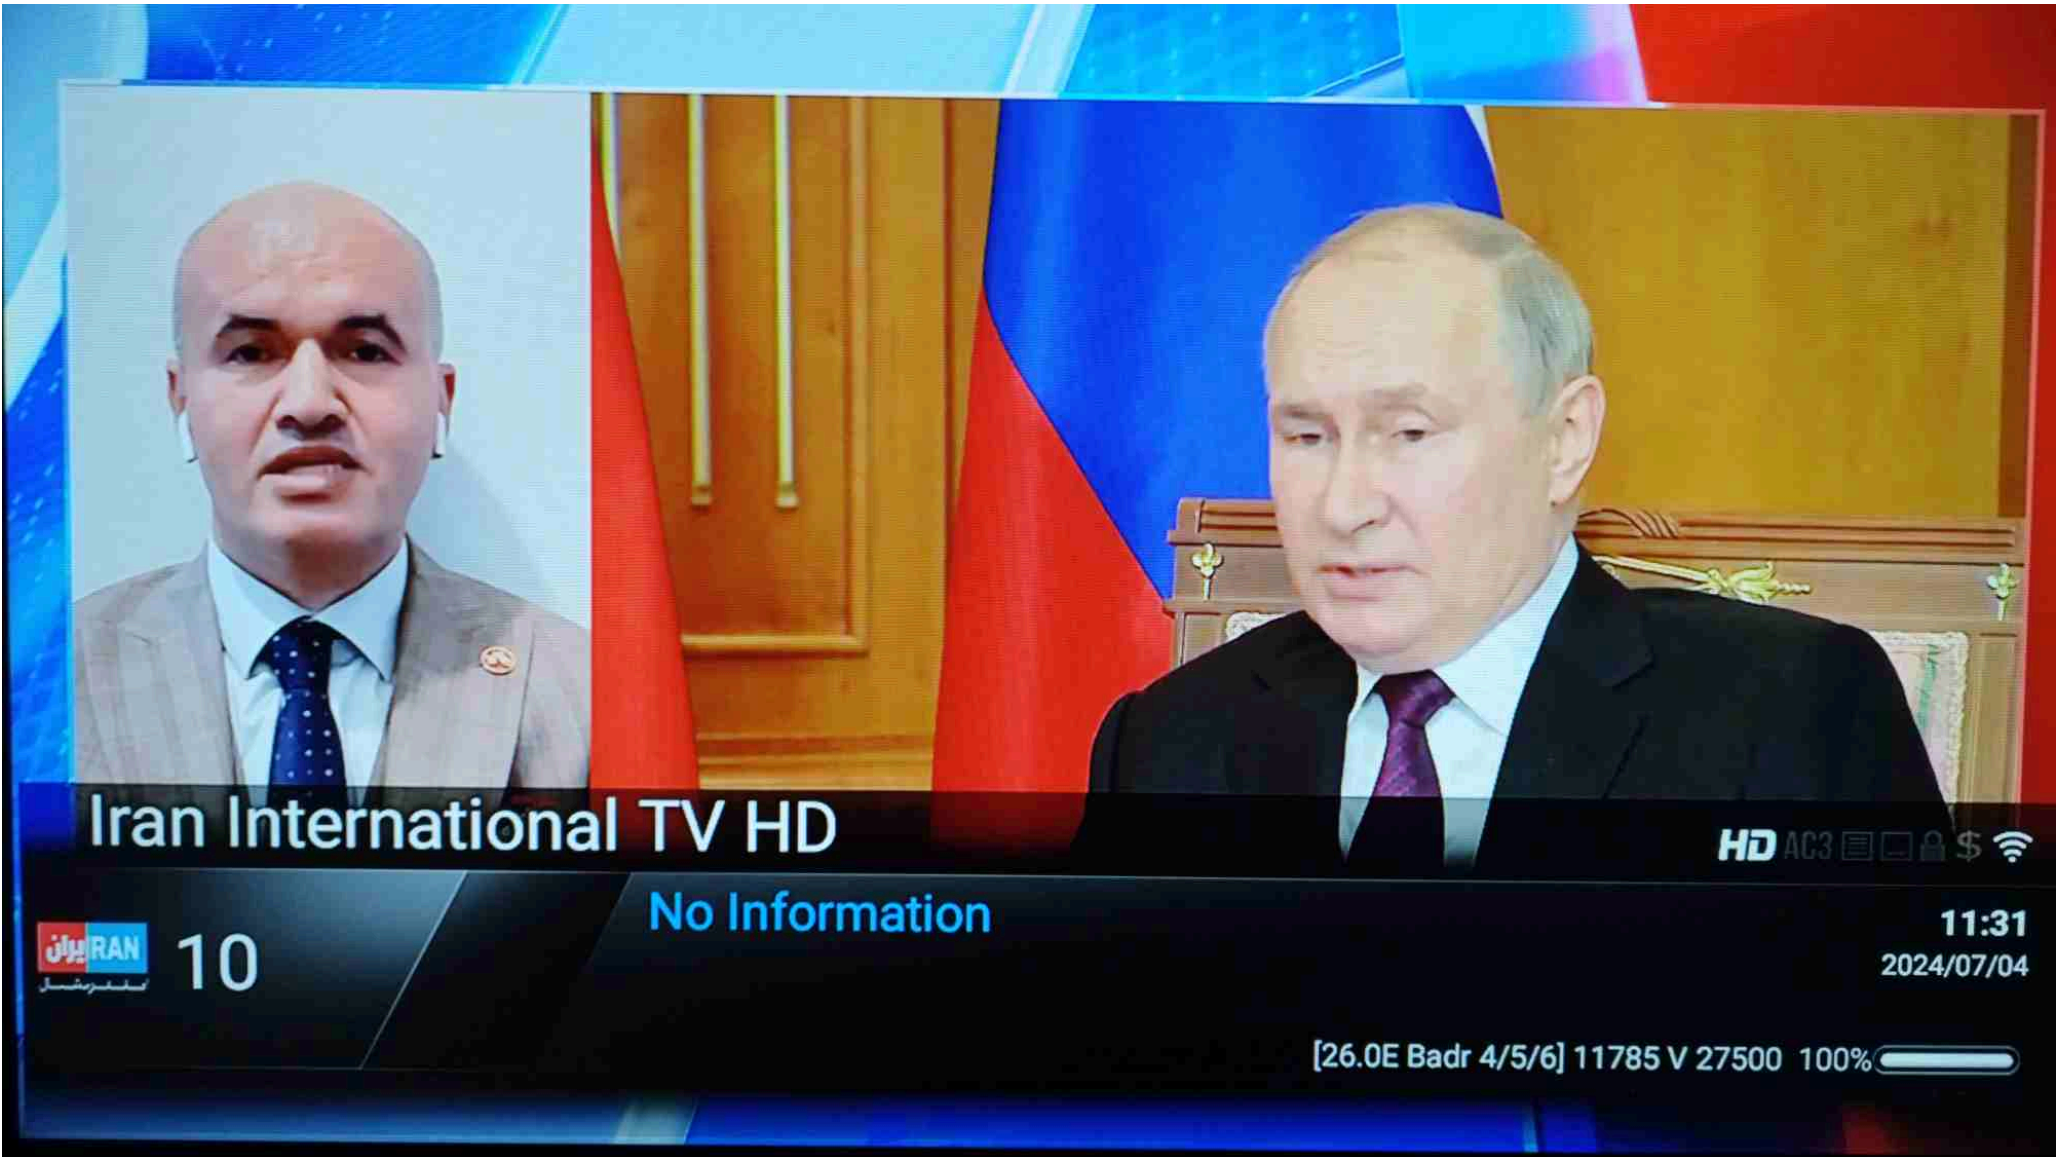 Iran International TV HD
HD AC3 $
No Information
11:31
ایران IRAN
اینترنشنال
10
2024/07/04
[26.0E Badr 4/5/6] 11785 V 27500 100%